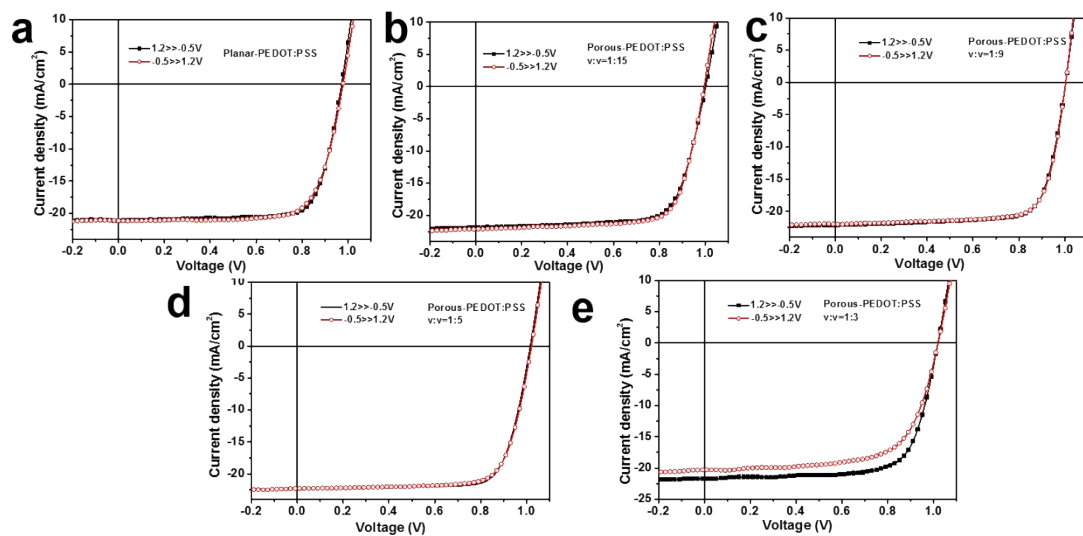 a
10
5
0
-5
-10
-15
-20
Current density (mA/cm²)
1.2>>-0.5V
-0.5>>1.2V
Planar-PEDOT:PSS
-0.2 0.0 0.2 0.4 0.6 0.8 1.0
Voltage (V)
b
10
5
0
-5
-10
-15
-20
Current density (mA/cm²)
1.2>>-0.5V
-0.5>>1.2V
Porous-PEDOT:PSS
v:v=1:15
-0.2 0.0 0.2 0.4 0.6 0.8 1.0
Voltage (V)
c
10
5
0
-5
-10
-15
-20
Current density (mA/cm²)
1.2>>-0.5V
-0.5>>1.2V
Porous-PEDOT:PSS
v:v=1:9
-0.2 0.0 0.2 0.4 0.6 0.8 1.0
Voltage (V)
d
10
5
0
-5
-10
-15
-20
Current density (mA/cm²)
1.2>>-0.5V
-0.5>>1.2V
Porous-PEDOT:PSS
v:v=1:5
-0.2 0.0 0.2 0.4 0.6 0.8 1.0
Voltage (V)
e
10
5
0
-5
-10
-15
-20
-25
Current density (mA/cm²)
1.2>>-0.5V
-0.5>>1.2V
Porous-PEDOT:PSS
v:v=1:3
-0.2 0.0 0.2 0.4 0.6 0.8 1.0
Voltage (V)